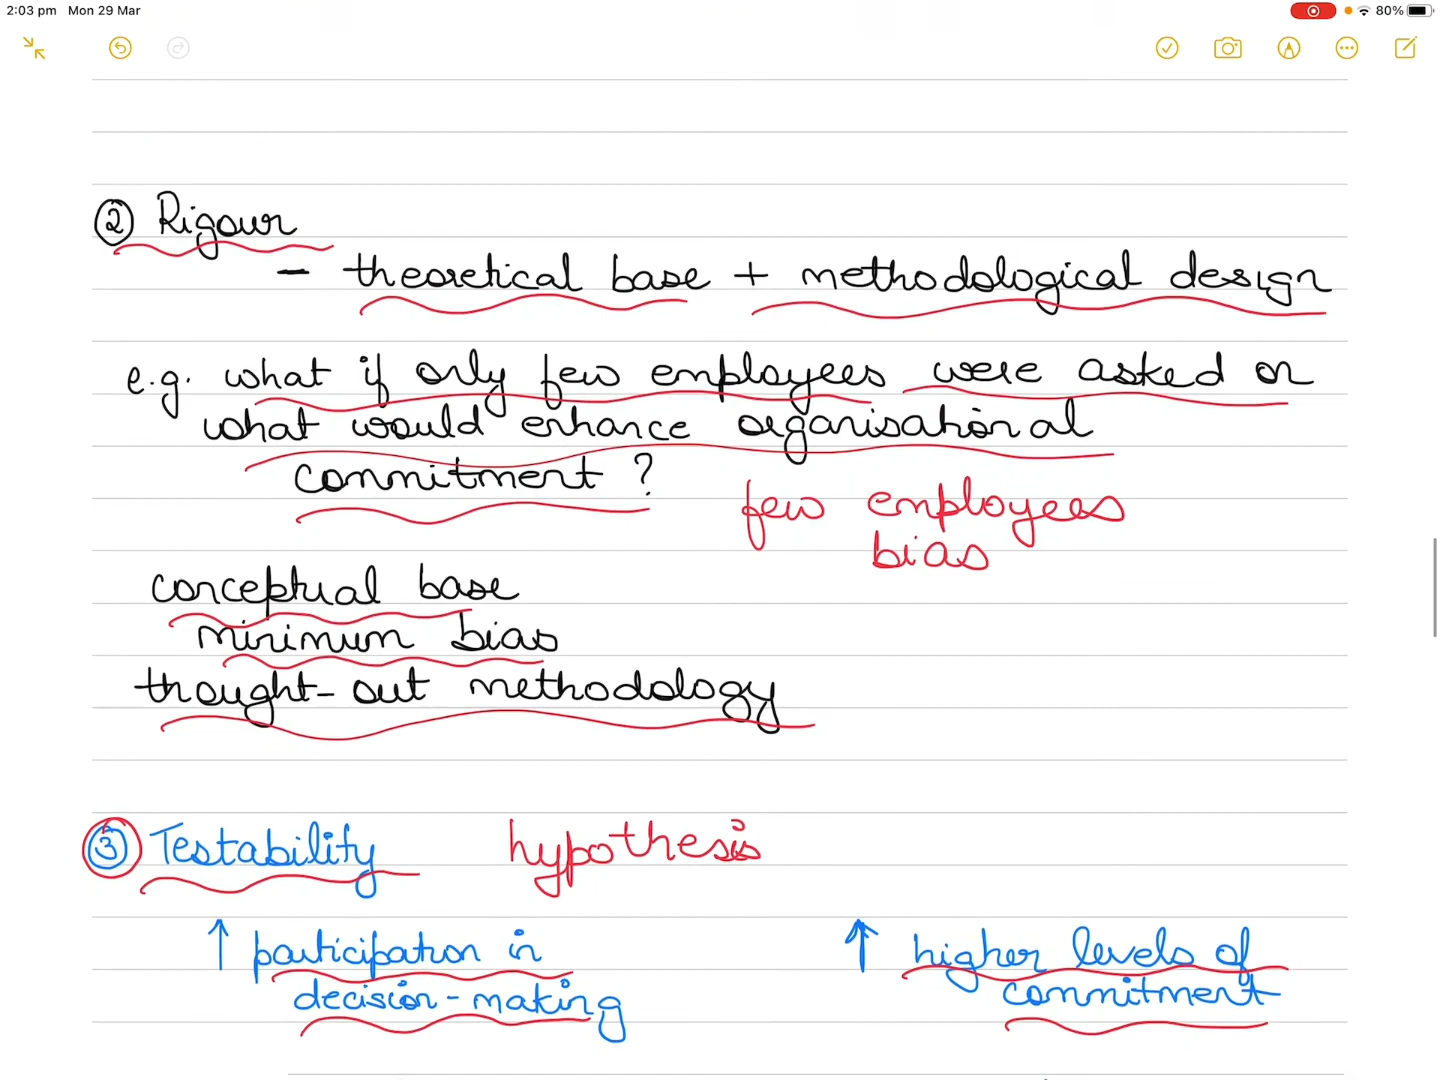 2:03 pm Mon 29 Mar 80%
② Rigour
- theoretical base + methodological design
e.g. what if only few employees were asked on
what would enhance organisational
commitment ?
few employees
bias
conceptual base
minimum bias
thought-out methodology
③ Testability hypothesis
↑ participation in ↑ higher levels of
decision-making commitment